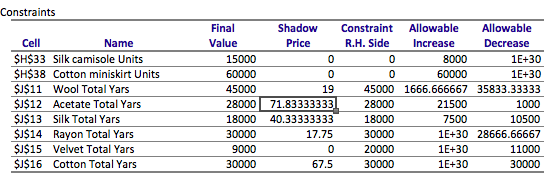 Constraints
Final Shadow Constraint Allowable Allowable
Cell Name Value Price R.H. Side Increase Decrease
$H$33 Silk camisole Units 15000 0 0 8000 1E+30
$H$38 Cotton miniskirt Units 60000 0 0 60000 1E+30
$J$11 Wool Total Yars 45000 19 45000 1666.666667 35833.33333
$J$12 Acetate Total Yars 28000 71.83333333 28000 21500 1000
$J$13 Silk Total Yars 18000 40.33333333 18000 7500 10500
$J$14 Rayon Total Yars 30000 17.75 30000 1E+30 28666.66667
$J$15 Velvet Total Yars 9000 0 20000 1E+30 11000
$J$16 Cotton Total Yars 30000 67.5 30000 1E+30 30000